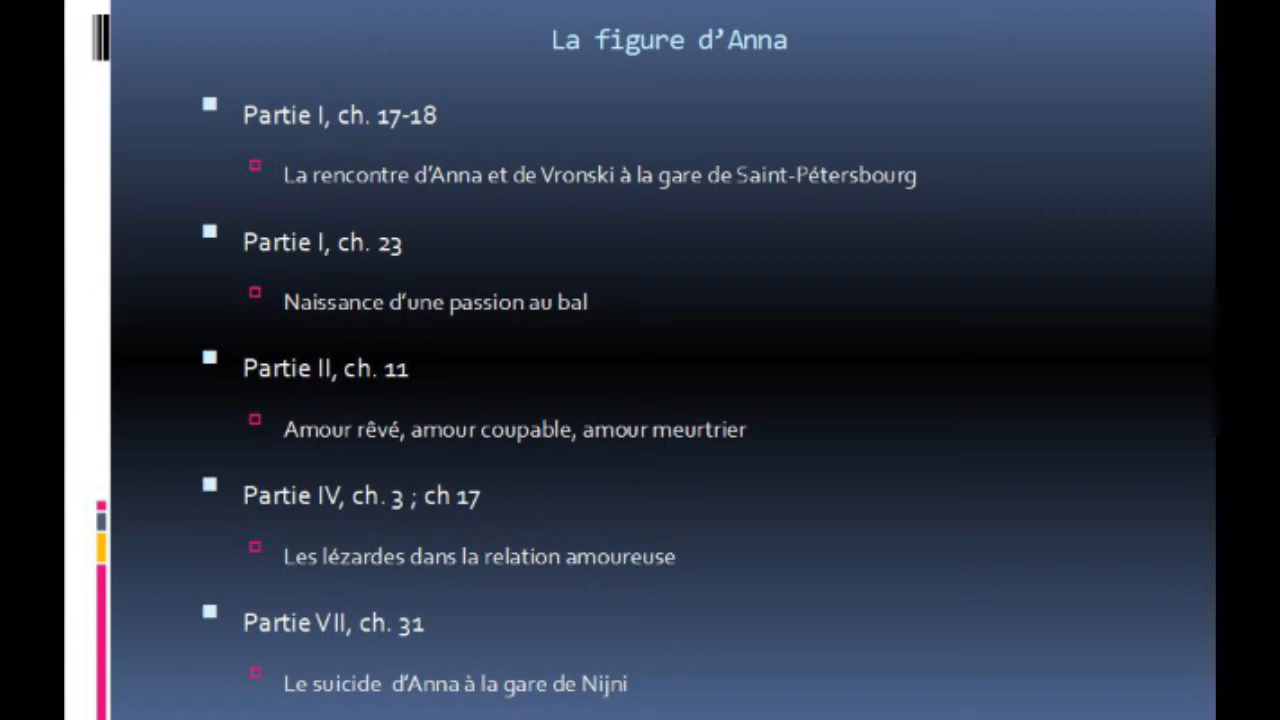 La figure d’Anna
Partie I, ch. 17-18
La rencontre d’Anna et de Vronski à la gare de Saint-Pétersbourg
Partie I, ch. 23
Naissance d’une passion au bal
Partie II, ch. 11
Amour rêvé, amour coupable, amour meurtrier
Partie IV, ch. 3 ; ch 17
Les lézardes dans la relation amoureuse
Partie VII, ch. 31
Le suicide d’Anna à la gare de Nijni